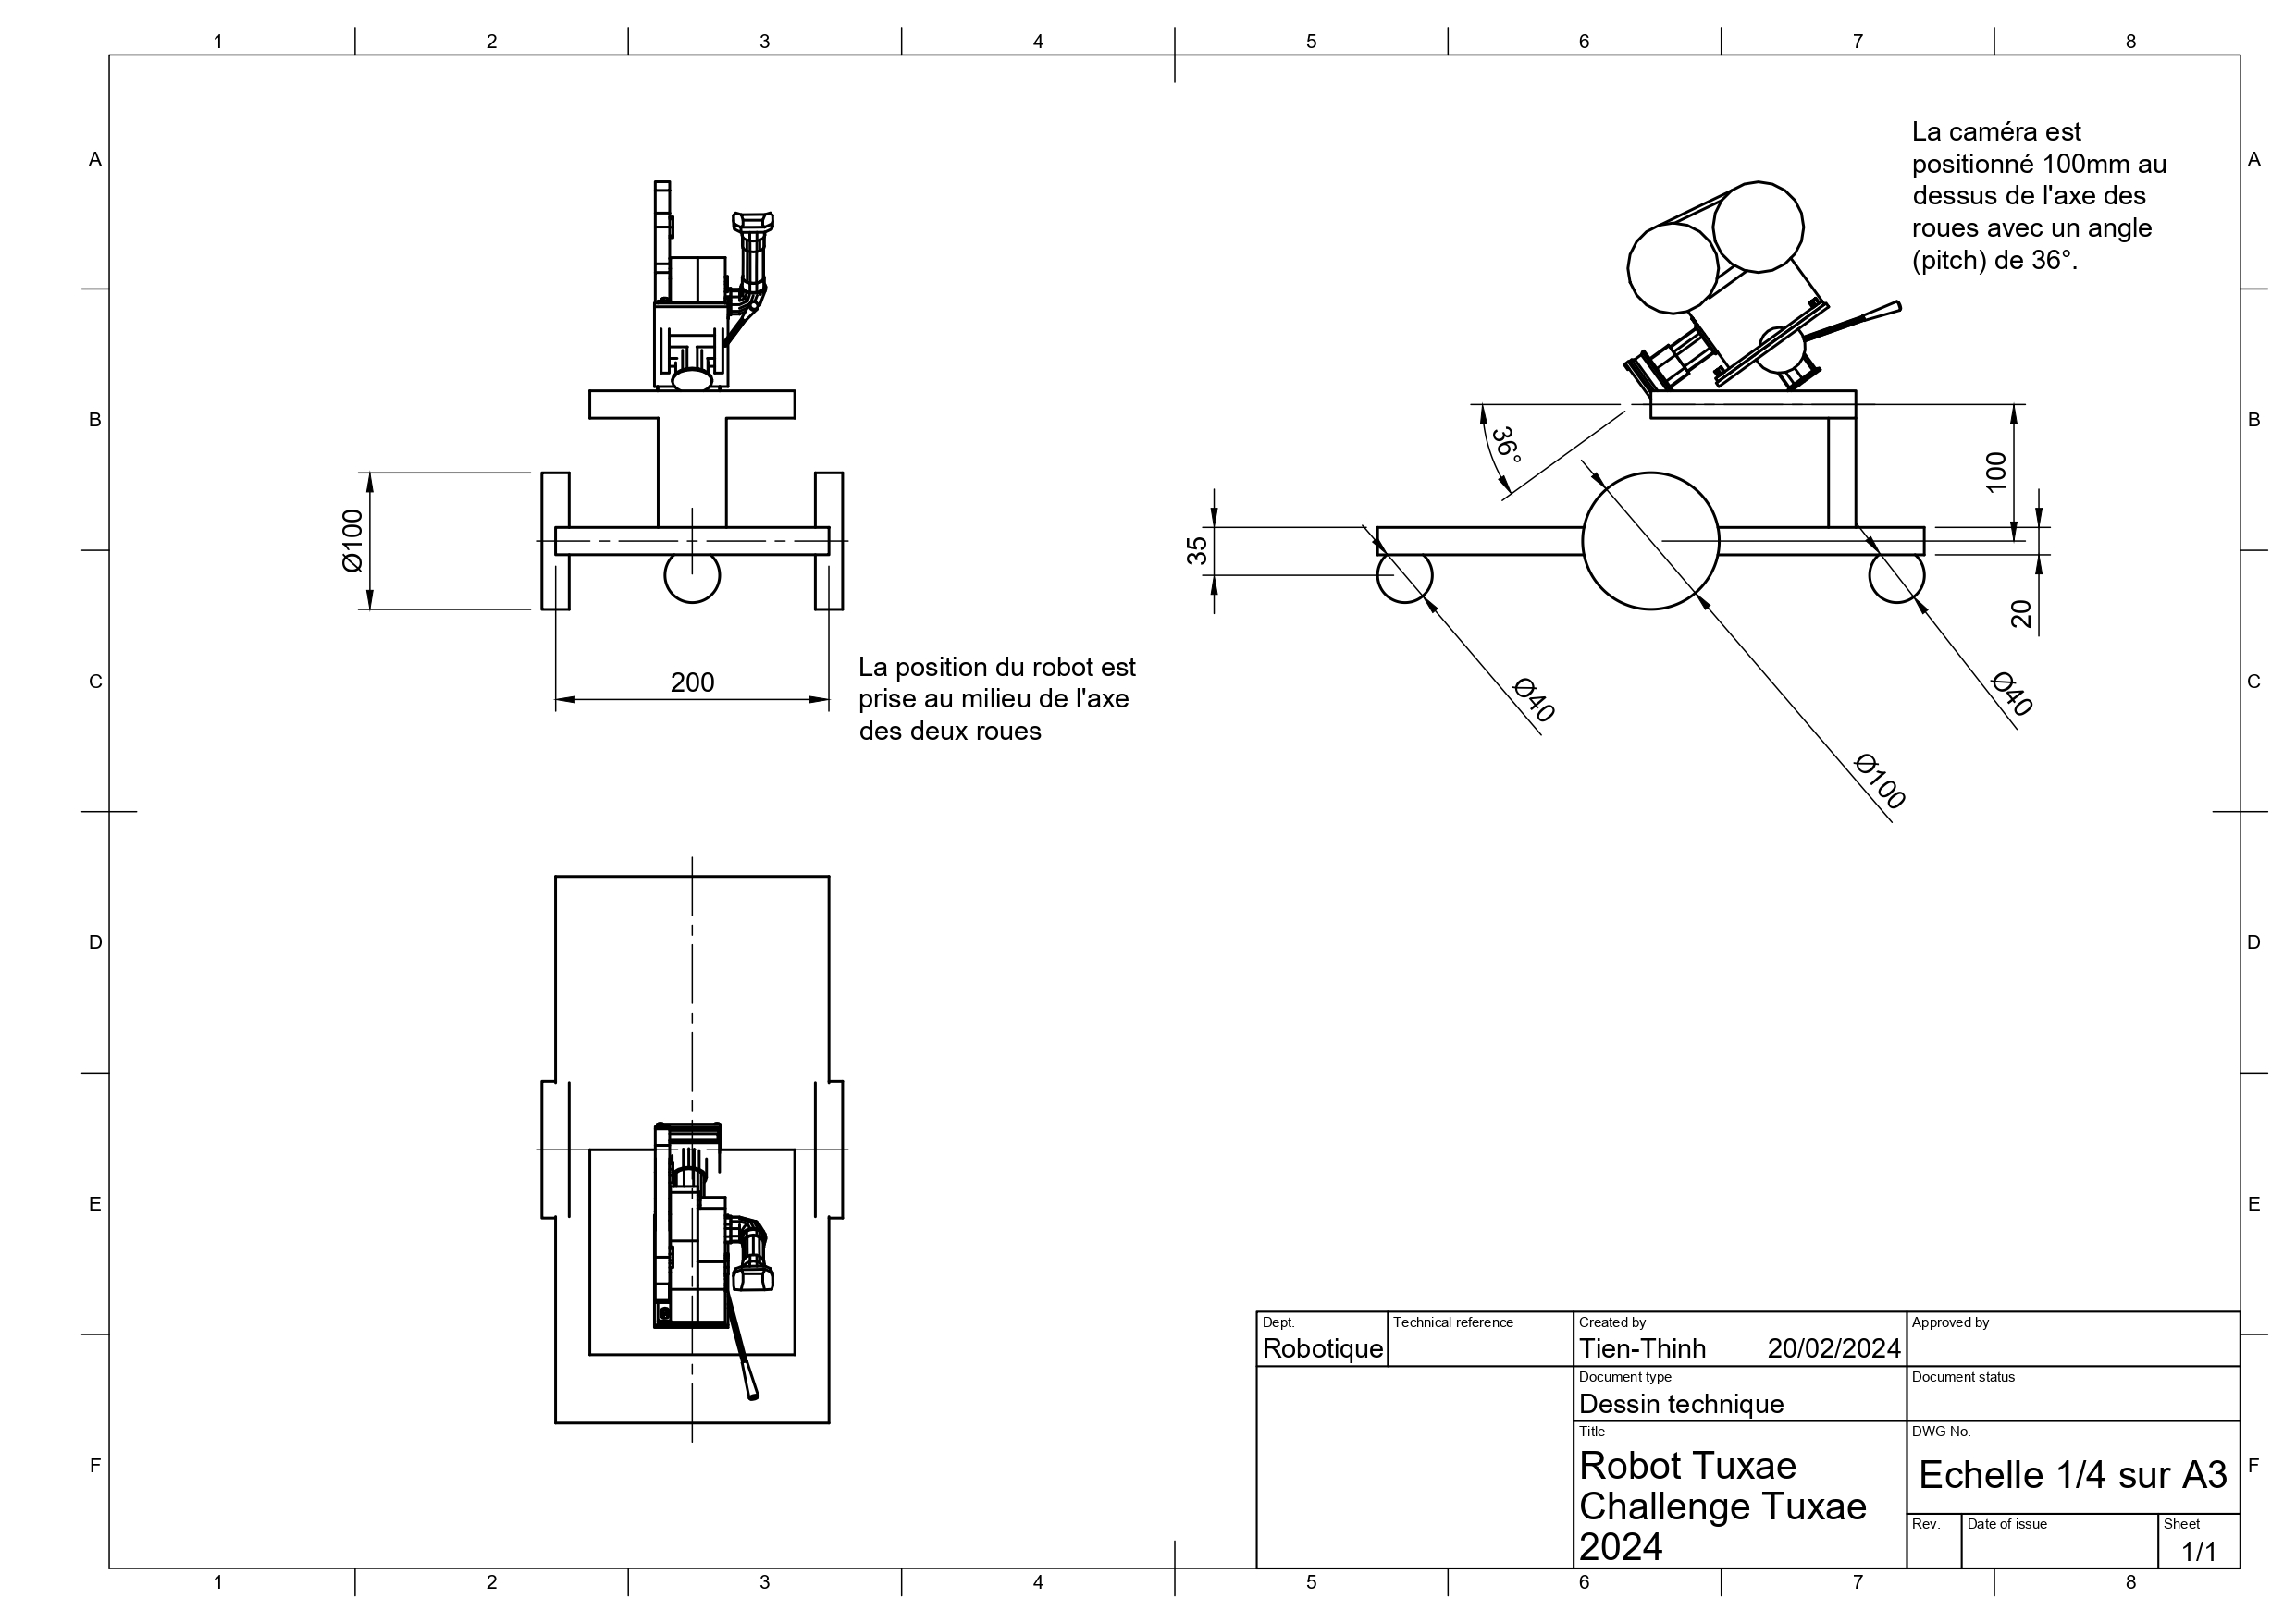 1 2 3 4 5 6 7 8
A A
La caméra est
positionné 100mm au
dessus de l'axe des
roues avec un angle
(pitch) de 36°.
B B
36°
100
Ø100
35
20
La position du robot est
prise au milieu de l'axe
des deux roues
200
C C
Ø40
Ø40
Ø100
D D
E E
Dept.
Robotique
Technical reference
Created by
Tien-Thinh 20/02/2024
Approved by
Document type
Dessin technique
Document status
Title
Robot Tuxae
Challenge Tuxae
2024
DWG No.
Echelle 1/4 sur A3
Rev.
Date of issue
Sheet
1/1
F F
1 2 3 4 5 6 7 8